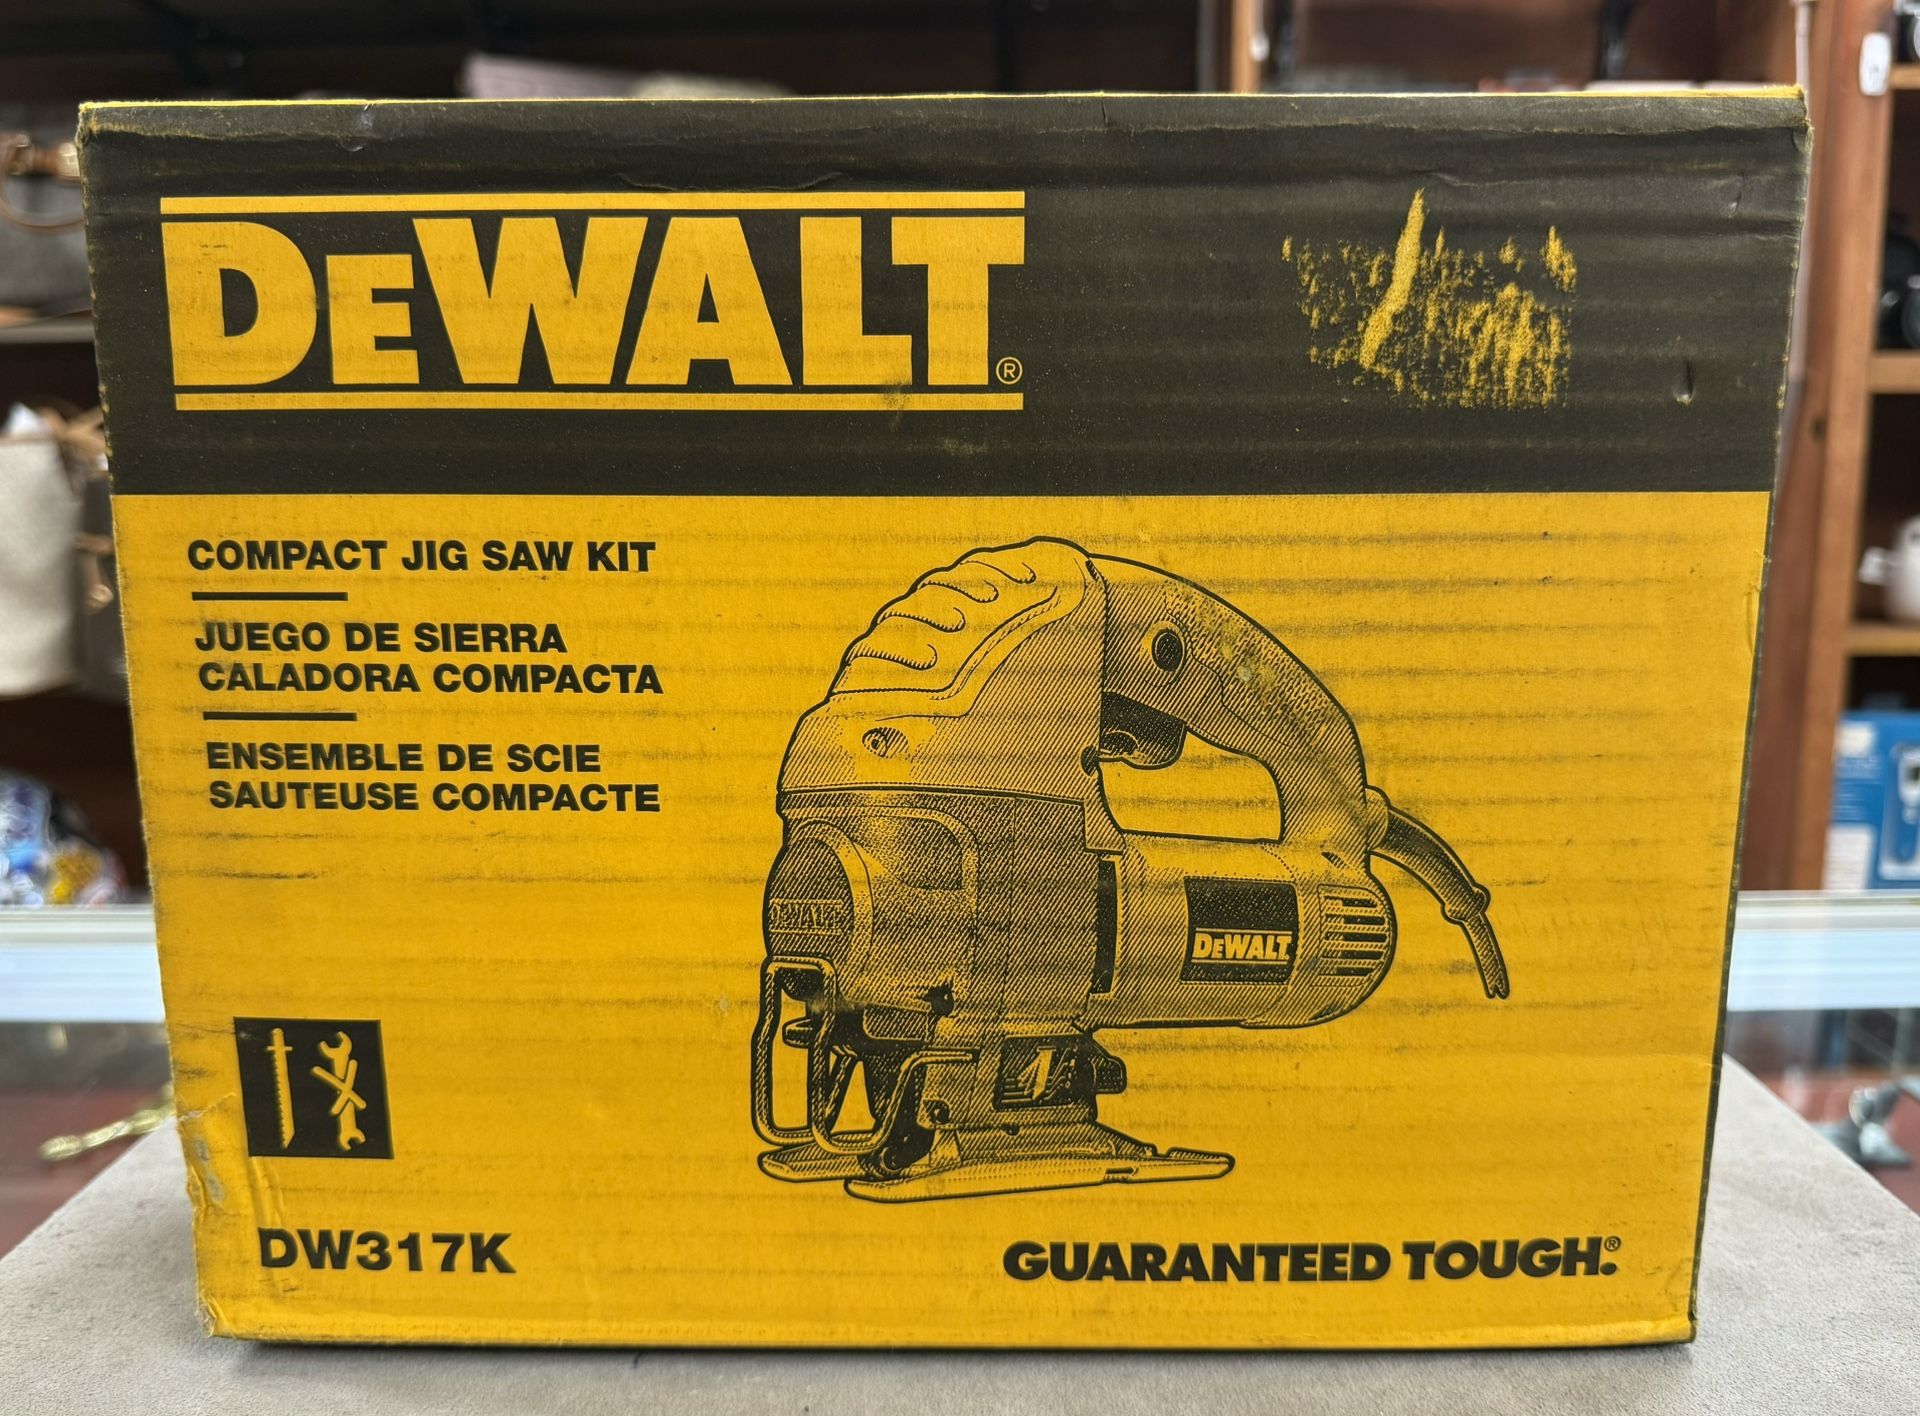 DEWALT®
COMPACT JIG SAW KIT
JUEGO DE SIERRA
CALADORA COMPACTA
ENSEMBLE DE SCIE
SAUTEUSE COMPACTE
DEWALT
DEWALT
DW317K
GUARANTEED TOUGH.®